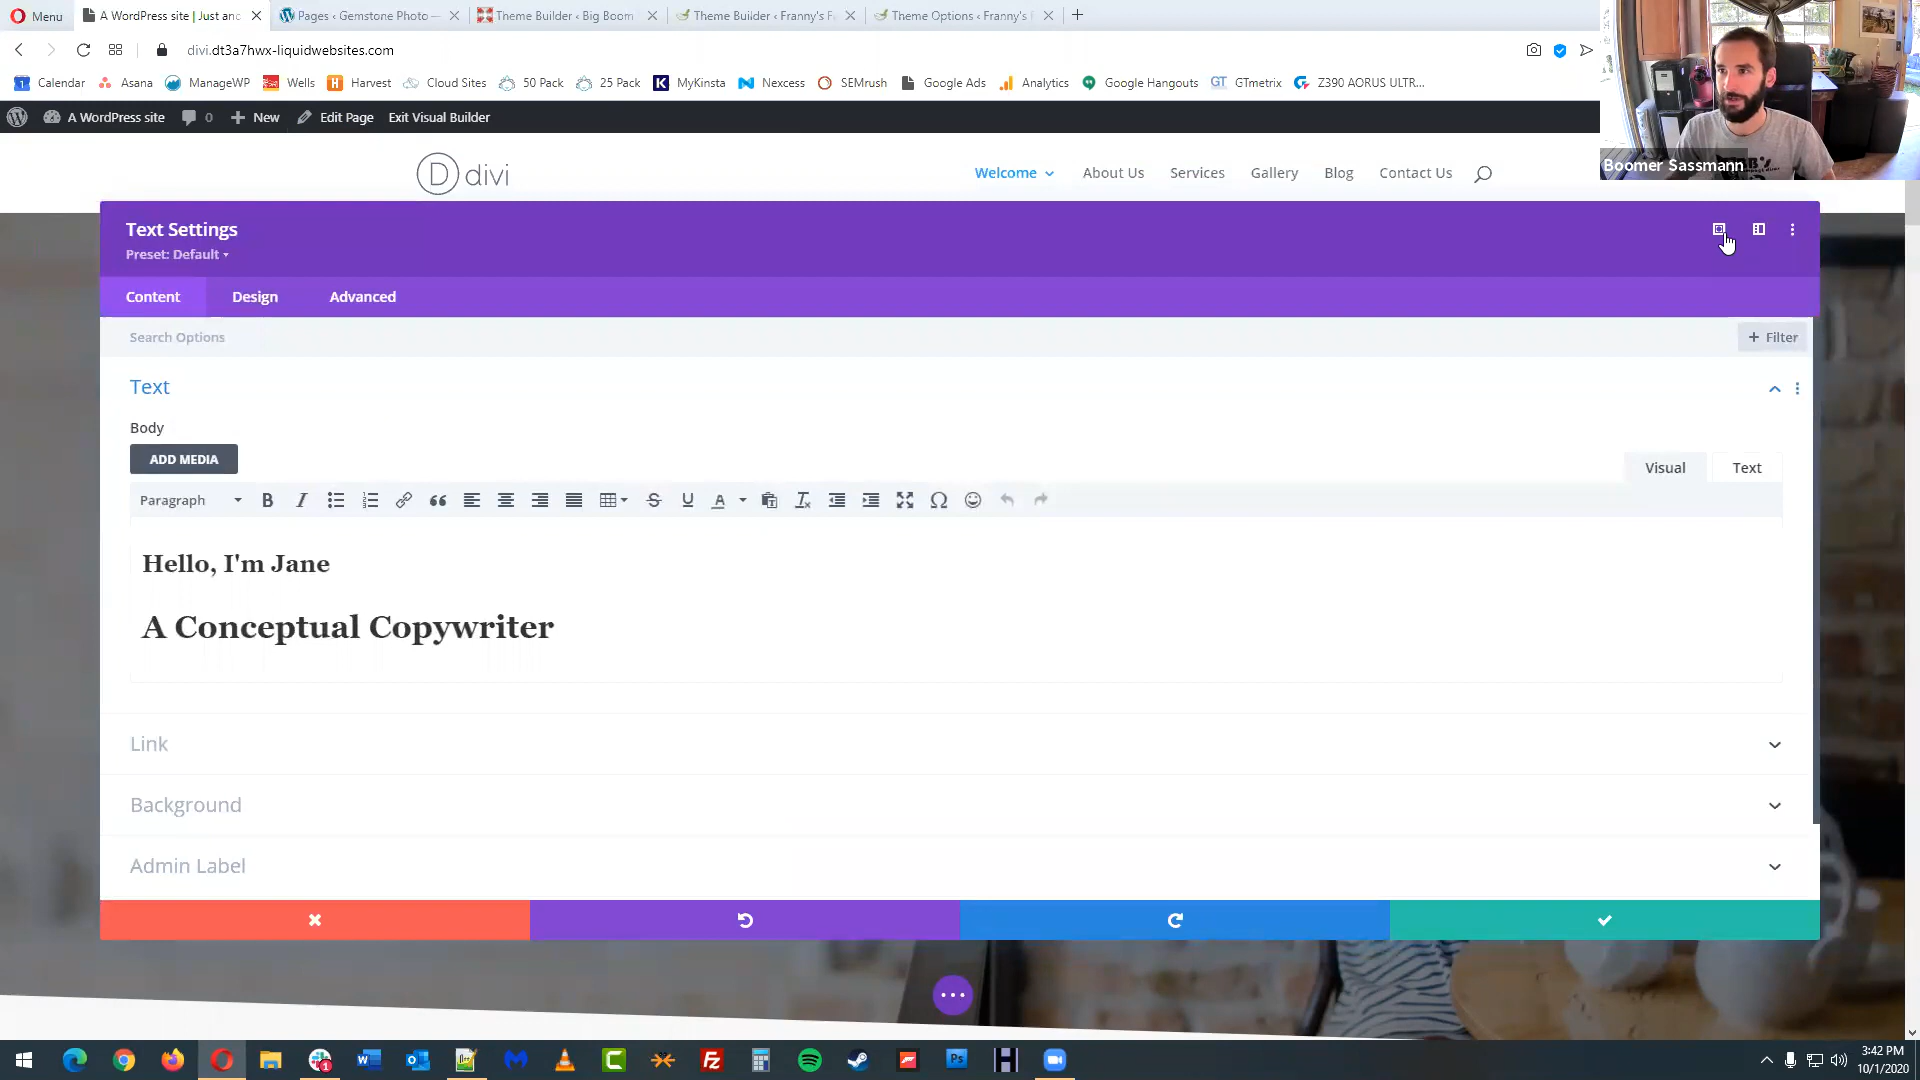 Menu
A WordPress site | Just and
Pages ‹ Gemstone Photo —
Theme Builder ‹ Big Boom
Theme Builder ‹ Franny's F
Theme Options ‹ Franny's F
divi.dt3a7hwx-liquidwebsites.com
Calendar
Asana
ManageWP
Wells
Harvest
Cloud Sites
50 Pack
25 Pack
MyKinsta
Nexcess
SEMrush
Google Ads
Analytics
Google Hangouts
GTmetrix
Z390 AORUS ULTR...
A WordPress site
0
New
Edit Page
Exit Visual Builder
Boomer Sassmann
D divi
Welcome
About Us
Services
Gallery
Blog
Contact Us
Text Settings
Preset: Default
Content
Design
Advanced
Search Options
+ Filter
Text
Body
ADD MEDIA
Visual
Text
Paragraph
Hello, I'm Jane
A Conceptual Copywriter
Link
Background
Admin Label
3:42 PM
10/1/2020